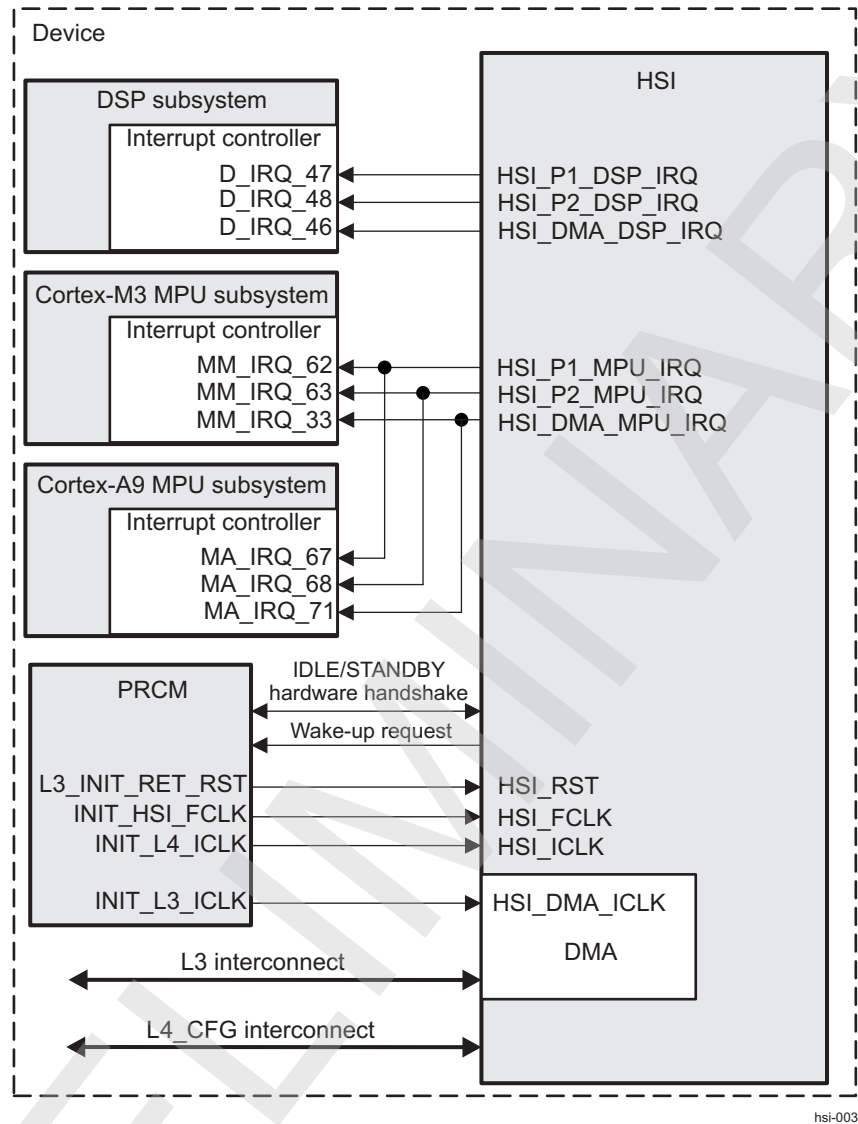 Device
HSI
DSP subsystem
Interrupt controller
D_IRQ_47
D_IRQ_48
D_IRQ_46
HSI_P1_DSP_IRQ
HSI_P2_DSP_IRQ
HSI_DMA_DSP_IRQ
Cortex-M3 MPU subsystem
Interrupt controller
MM_IRQ_62
MM_IRQ_63
MM_IRQ_33
HSI_P1_MPU_IRQ
HSI_P2_MPU_IRQ
HSI_DMA_MPU_IRQ
Cortex-A9 MPU subsystem
Interrupt controller
MA_IRQ_67
MA_IRQ_68
MA_IRQ_71
PRCM
IDLE/STANDBY
hardware handshake
Wake-up request
L3_INIT_RET_RST
INIT_HSI_FCLK
INIT_L4_ICLK
INIT_L3_ICLK
HSI_RST
HSI_FCLK
HSI_ICLK
HSI_DMA_ICLK
DMA
L3 interconnect
L4_CFG interconnect
hsi-003